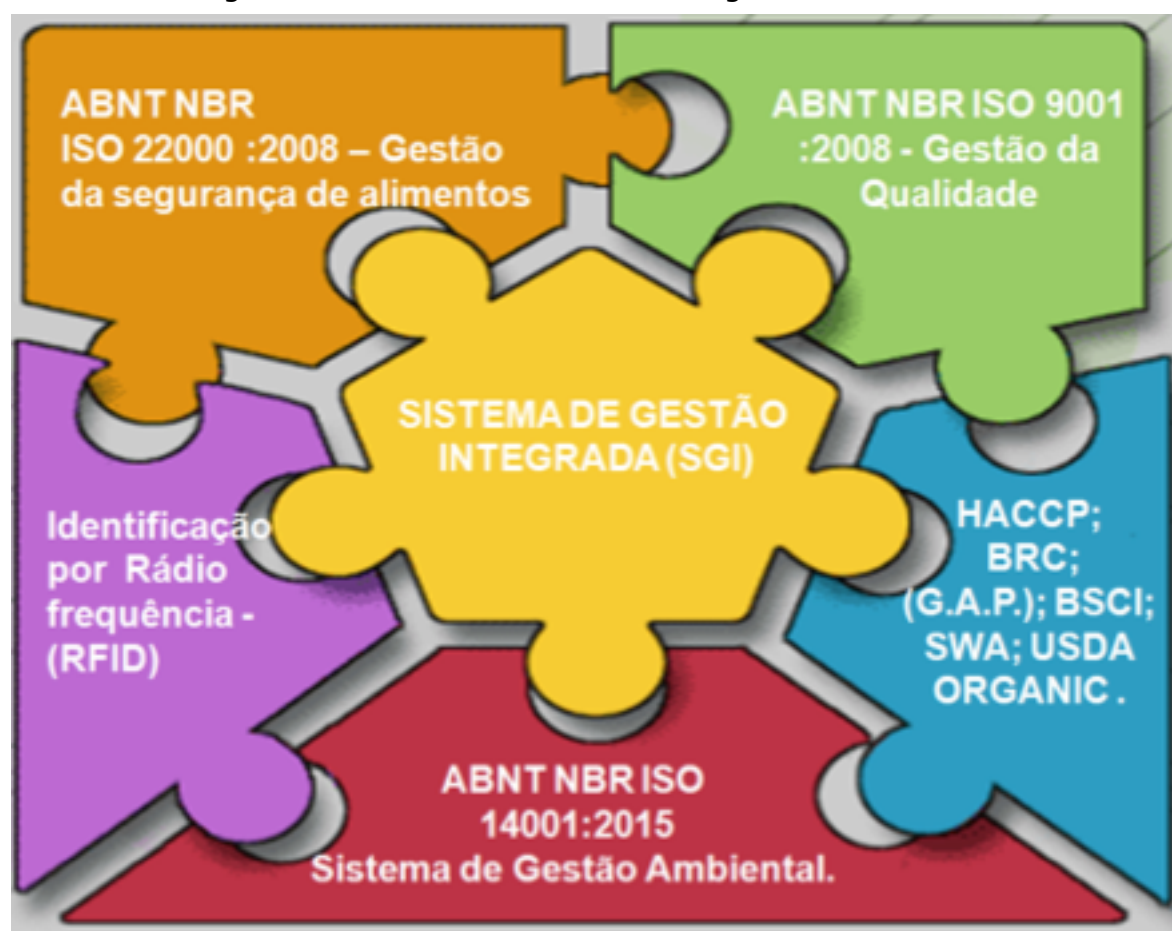 ABNT NBR
ISO 22000 :2008 – Gestão
da segurança de alimentos
ABNT NBR ISO 9001
:2008 - Gestão da
Qualidade
SISTEMA DE GESTÃO
INTEGRADA (SGI)
Identificação
por Rádio
frequência -
(RFID)
HACCP;
BRC;
(G.A.P.); BSCI;
SWA; USDA
ORGANIC .
ABNT NBR ISO
14001:2015
Sistema de Gestão Ambiental.